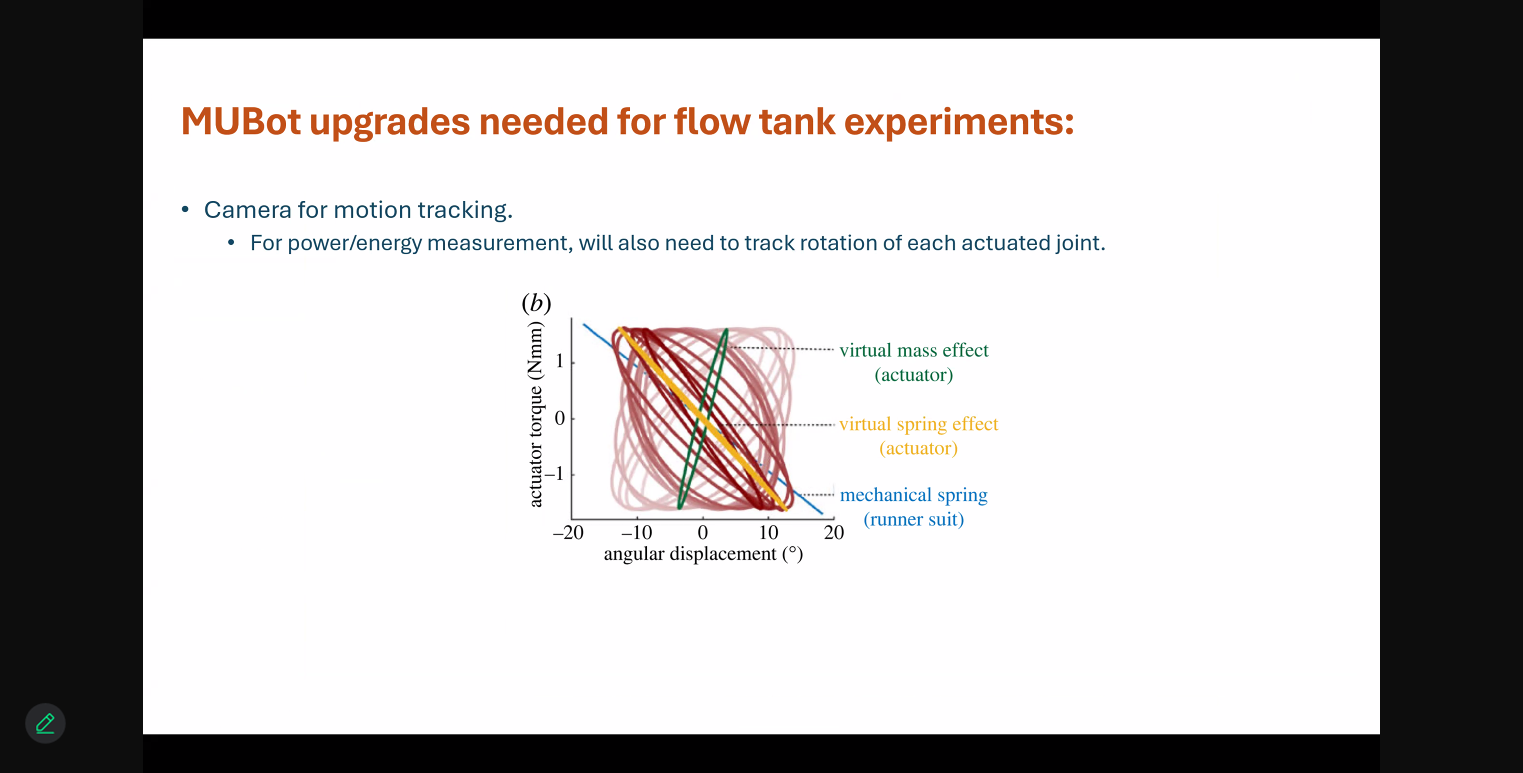 MUBot upgrades needed for flow tank experiments:
• Camera for motion tracking.
• For power/energy measurement, will also need to track rotation of each actuated joint.
(b)
actuator torque (Nmm)
1
0
–1
–20
–10
0
10
20
angular displacement (°)
virtual mass effect
(actuator)
virtual spring effect
(actuator)
mechanical spring
(runner suit)